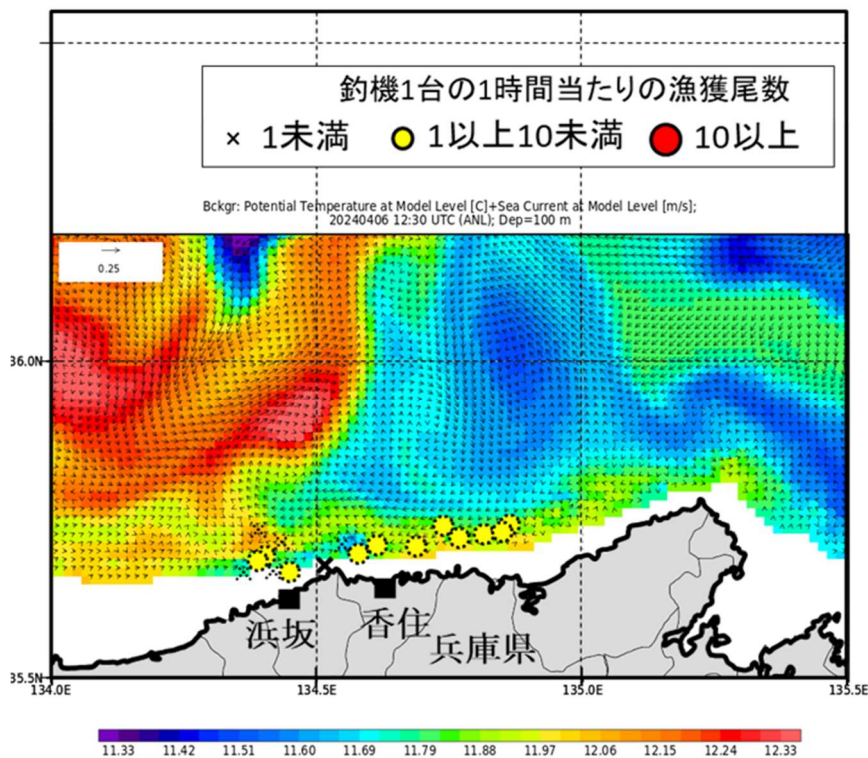 釣機1台の1時間当たりの漁獲尾数
× 1未満 1以上10未満 10以上
Bckgr: Potential Temperature at Model Level [C]+Sea Current at Model Level [m/s];
20240406 12:30 UTC (ANL); Dep=100 m
0.25
36.0N
浜坂
香住
兵庫県
35.5N
134.0E 134.5E 135.0E 135.5E
11.33 11.42 11.51 11.60 11.69 11.79 11.88 11.97 12.06 12.15 12.24 12.33